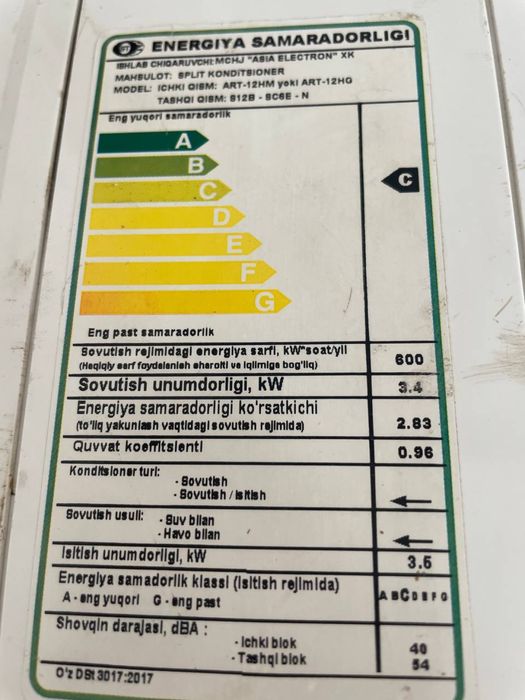 ST ENERGIYA SAMARADORLIGI
ISHLAB CHIQARUVCHI: MCHJ "ASIA ELECTRON" XK
MAHSULOT: SPLIT KONDITSIONER
MODEL: ICHKI QISM: ART-12HM yoki ART-12HG
TASHQI QISM: S12B - SC6E - N
Eng yuqori samaradorlik
A
B
C
C
D
E
F
G
Eng past samaradorlik
Sovutish rejimidagi energiya sarfi, kW*soat/yil 600
(Haqiqiy sarf foydalanish sharoiti va iqlimiga bog'liq)
Sovutish unumdorligi, kW 3.4
Energiya samaradorligi ko'rsatkichi
(to'liq yakunlash vaqtidagi sovutish rejimida) 2.83
Quvvat koeffitsienti 0.96
Konditsioner turi:
- Sovutish
- Sovutish / isitish ←
Sovutish usuli: - Suv bilan
- Havo bilan ←
Isitish unumdorligi, kW 3.5
Energiya samadorlik klassi (isitish rejimida)
A - eng yuqori G - eng past A B C D E F G
Shovqin darajasi, dBA :
- Ichki blok 40
- Tashqi blok 54
O'z DSt 3017:2017